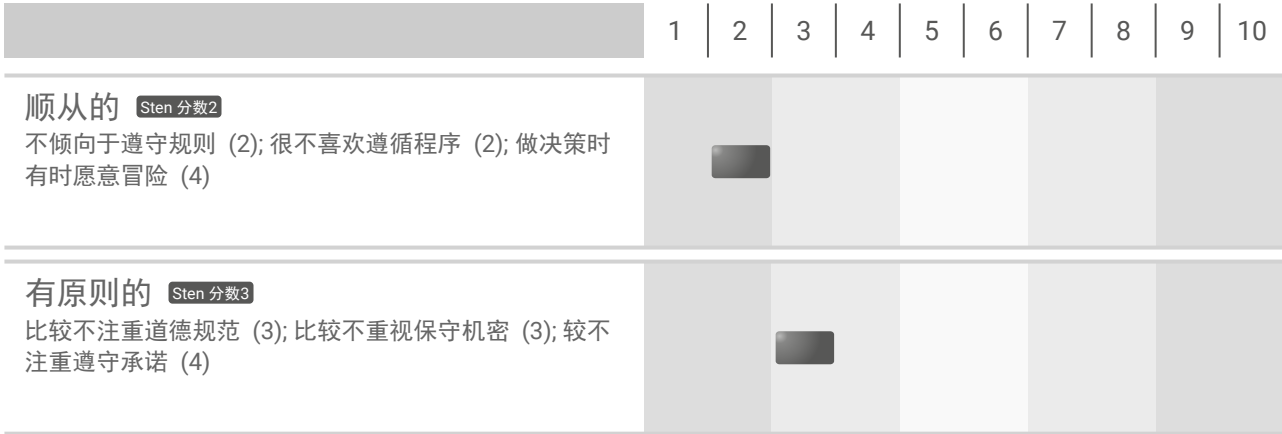 1 2 3 4 5 6 7 8 9 10
顺从的 Sten 分数2
不倾向于遵守规则 (2); 很不喜欢遵循程序 (2); 做决策时
有时愿意冒险 (4)
有原则的 Sten 分数3
比较不注重道德规范 (3); 比较不重视保守机密 (3); 较不
注重遵守承诺 (4)